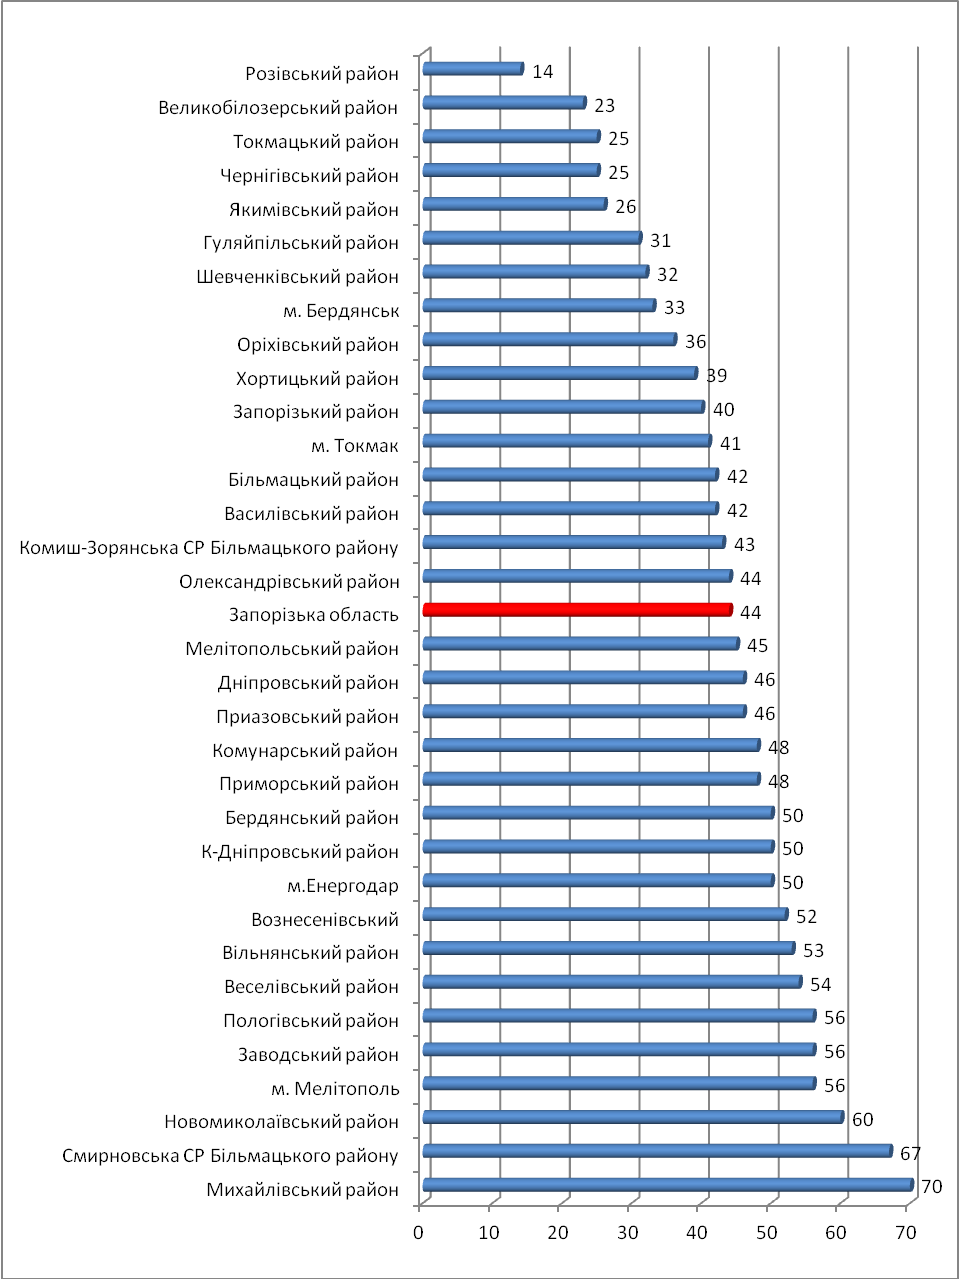 Розівський район 14
Великобілозерський район 23
Токмацький район 25
Чернігівський район 25
Якимівський район 26
Гуляйпільський район 31
Шевченківський район 32
м. Бердянськ 33
Оріхівський район 36
Хортицький район 39
Запорізький район 40
м. Токмак 41
Більмацький район 42
Василівський район 42
Комиш-Зорянська СР Більмацького району 43
Олександрівський район 44
Запорізька область 44
Мелітопольський район 45
Дніпровський район 46
Приазовський район 46
Комунарський район 48
Приморський район 48
Бердянський район 50
К-Дніпровський район 50
м.Енергодар 50
Вознесенівський 52
Вільнянський район 53
Веселівський район 54
Пологівський район 56
Заводський район 56
м. Мелітополь 56
Новомиколаївський район 60
Смирновська СР Більмацького району 67
Михайлівський район 70
0 10 20 30 40 50 60 70